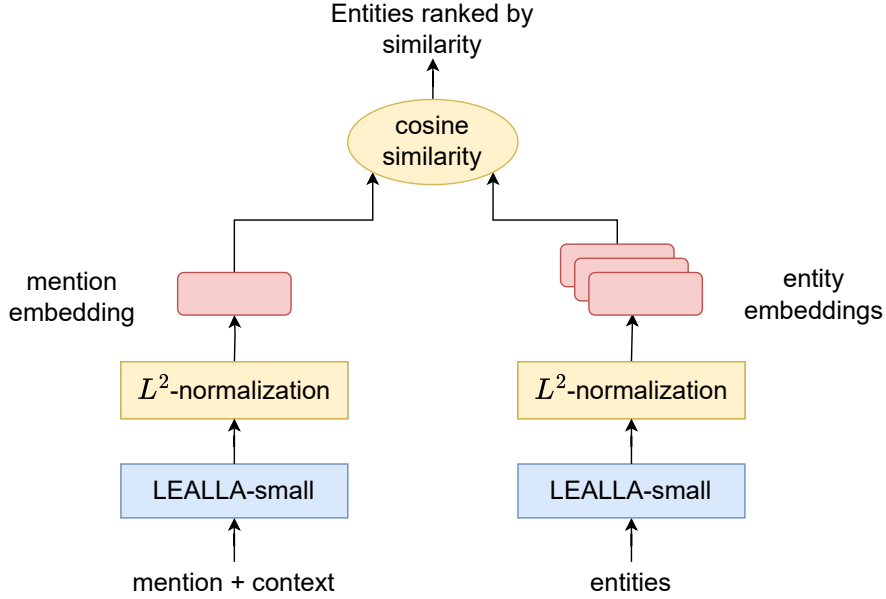 Entities ranked by
similarity
cosine
similarity
mention
embedding
entity
embeddings
L²-normalization
L²-normalization
LEALLA-small
LEALLA-small
mention + context
entities